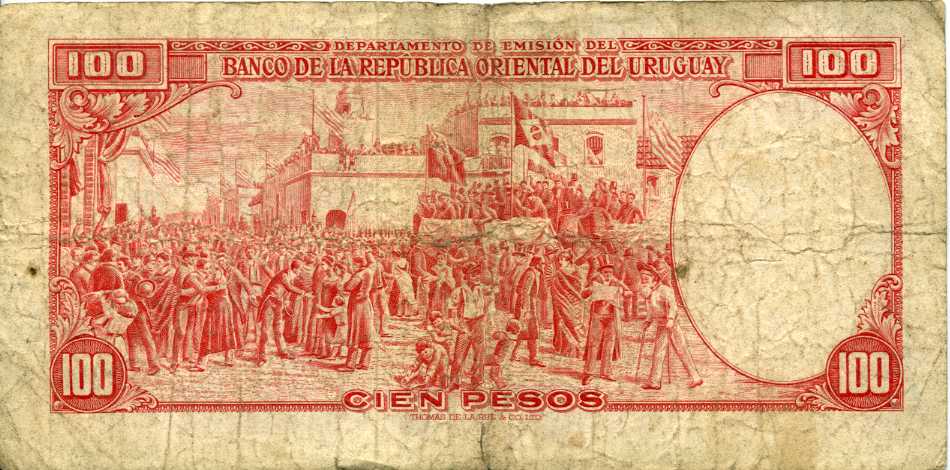 DEPARTAMENTO DE EMISIÓN DEL
100 BANCO DE LA REPÚBLICA ORIENTAL DEL URUGUAY 100
100 CIEN PESOS 100
THOMAS DE LA RUE & CO. LTD